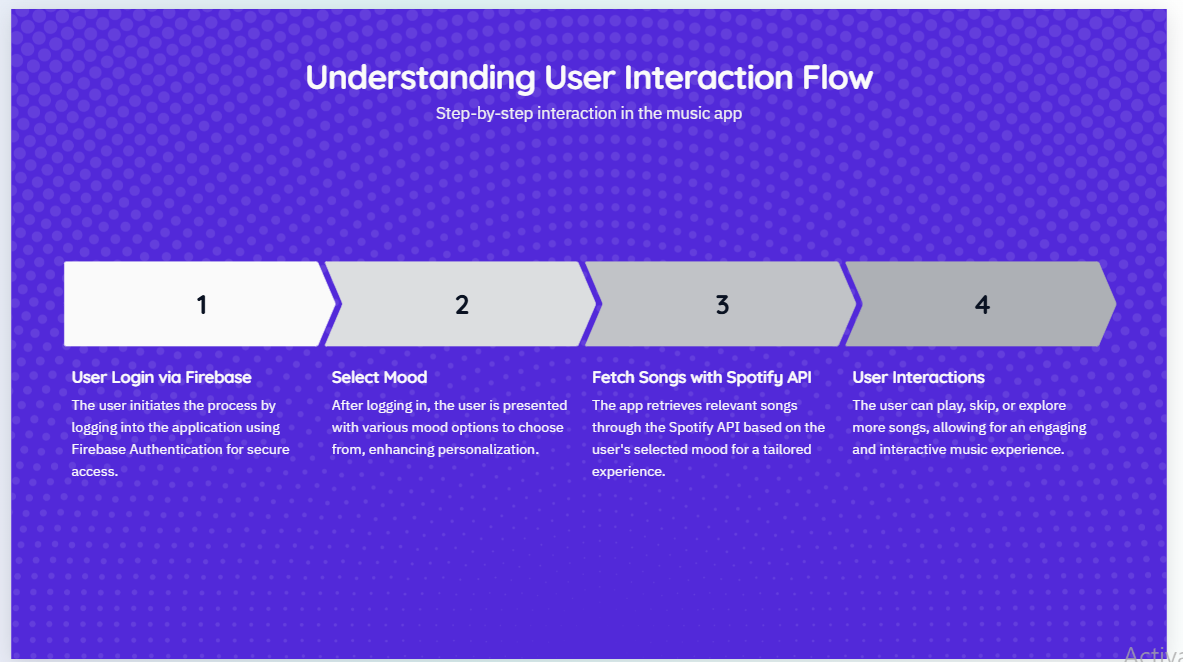 Understanding User Interaction Flow
Step-by-step interaction in the music app
1
2
3
4
User Login via Firebase
The user initiates the process by
logging into the application using
Firebase Authentication for secure
access.
Select Mood
After logging in, the user is presented
with various mood options to choose
from, enhancing personalization.
Fetch Songs with Spotify API
The app retrieves relevant songs
through the Spotify API based on the
user's selected mood for a tailored
experience.
User Interactions
The user can play, skip, or explore
more songs, allowing for an engaging
and interactive music experience.